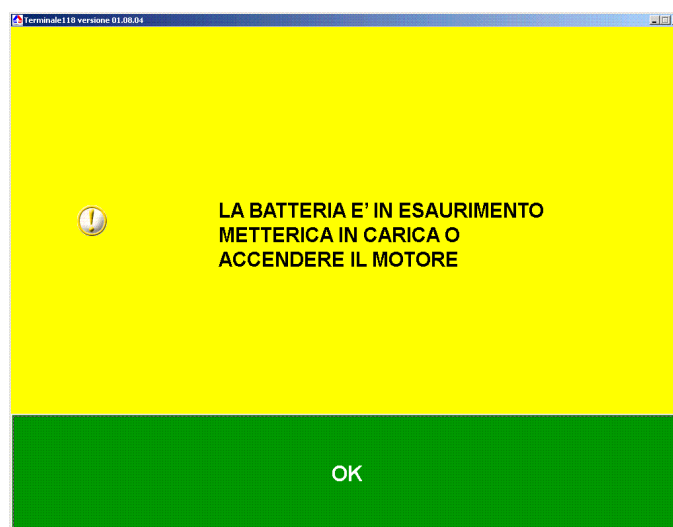 Terminale118 versione 01.08.04
LA BATTERIA E' IN ESAURIMENTO
METTERICA IN CARICA O
ACCENDERE IL MOTORE
OK